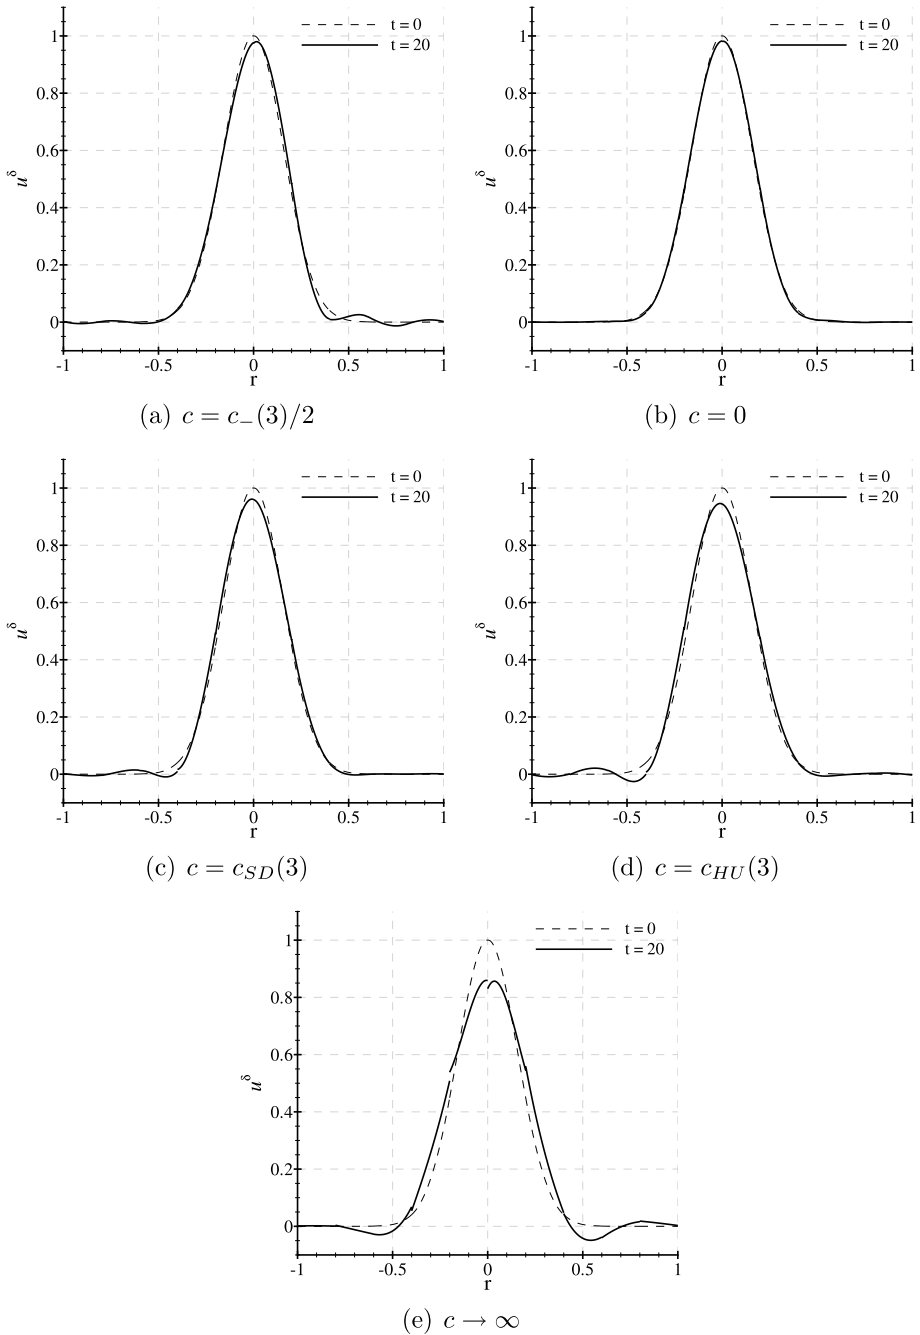 t = 0
t = 20
1
0.8
0.6
0.4
0.2
0
u^δ
-1 -0.5 0 0.5 1
r
(a) c = c₋(3)/2
t = 0
t = 20
1
0.8
0.6
0.4
0.2
0
u^δ
-1 -0.5 0 0.5 1
r
(b) c = 0
t = 0
t = 20
1
0.8
0.6
0.4
0.2
0
u^δ
-1 -0.5 0 0.5 1
r
(c) c = c_{SD}(3)
t = 0
t = 20
1
0.8
0.6
0.4
0.2
0
u^δ
-1 -0.5 0 0.5 1
r
(d) c = c_{HU}(3)
t = 0
t = 20
1
0.8
0.6
0.4
0.2
0
u^δ
-1 -0.5 0 0.5 1
r
(e) c → ∞